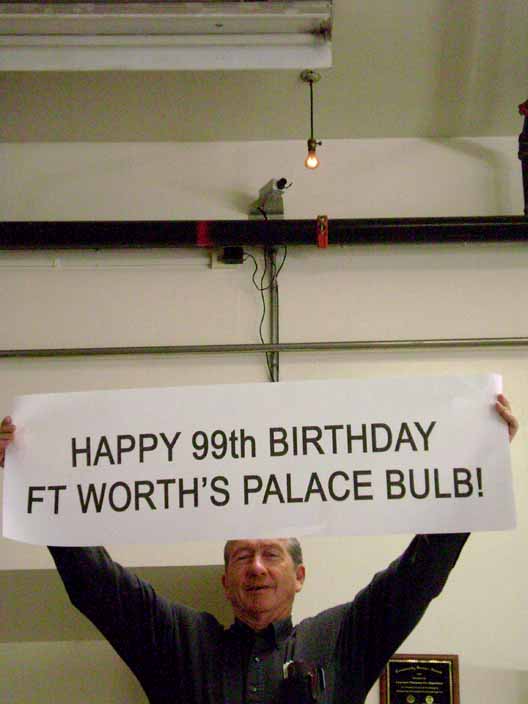 HAPPY 99th BIRTHDAY
FT WORTH'S PALACE BULB!